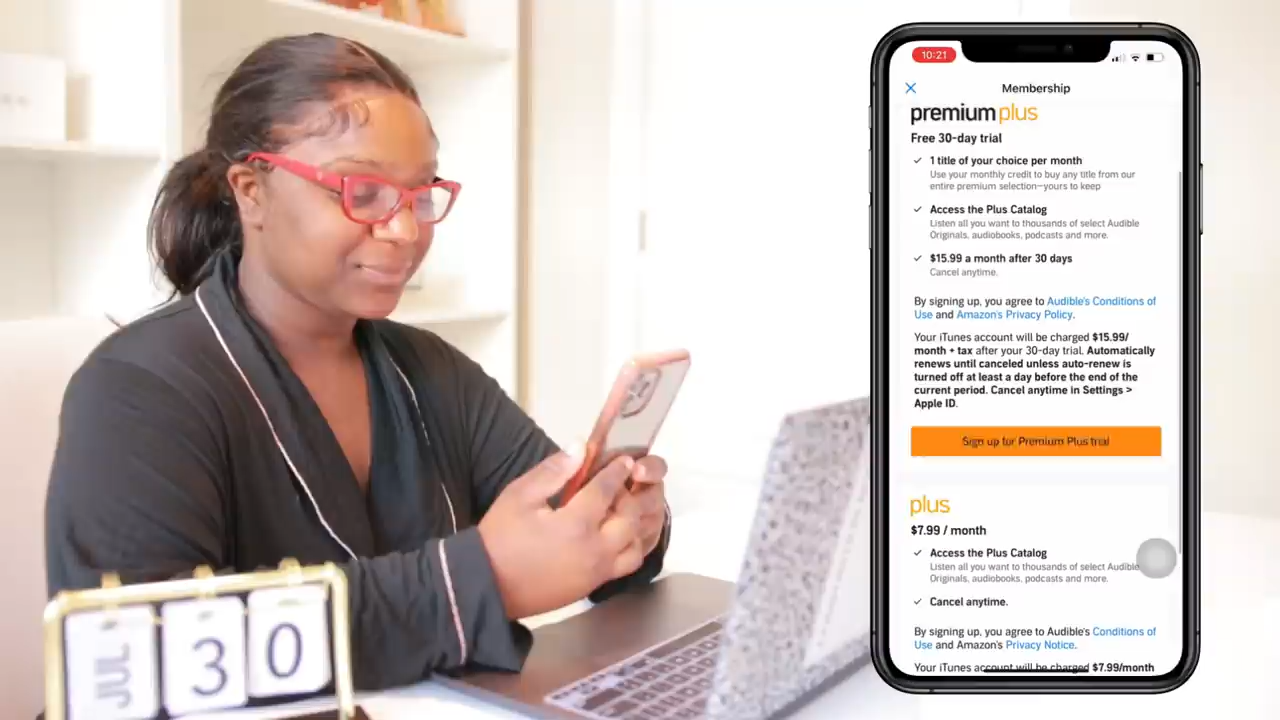 10:21
Membership
premium plus
Free 30-day trial
1 title of your choice per month
Use your monthly credit to buy any title from our
entire premium selection—yours to keep
Access the Plus Catalog
Listen all you want to thousands of select Audible
Originals, audiobooks, podcasts and more.
$15.99 a month after 30 days
Cancel anytime.
By signing up, you agree to Audible's Conditions of
Use and Amazon's Privacy Policy.
Your iTunes account will be charged $15.99/
month + tax after your 30-day trial. Automatically
renews until canceled unless auto-renew is
turned off at least a day before the end of the
current period. Cancel anytime in Settings >
Apple ID.
Sign up for Premium Plus trial
plus
$7.99 / month
Access the Plus Catalog
Listen all you want to thousands of select Audible
Originals, audiobooks, podcasts and more.
Cancel anytime.
By signing up, you agree to Audible's Conditions of
Use and Amazon's Privacy Notice.
Your iTunes account will be charged $7.99/month
JUL 30